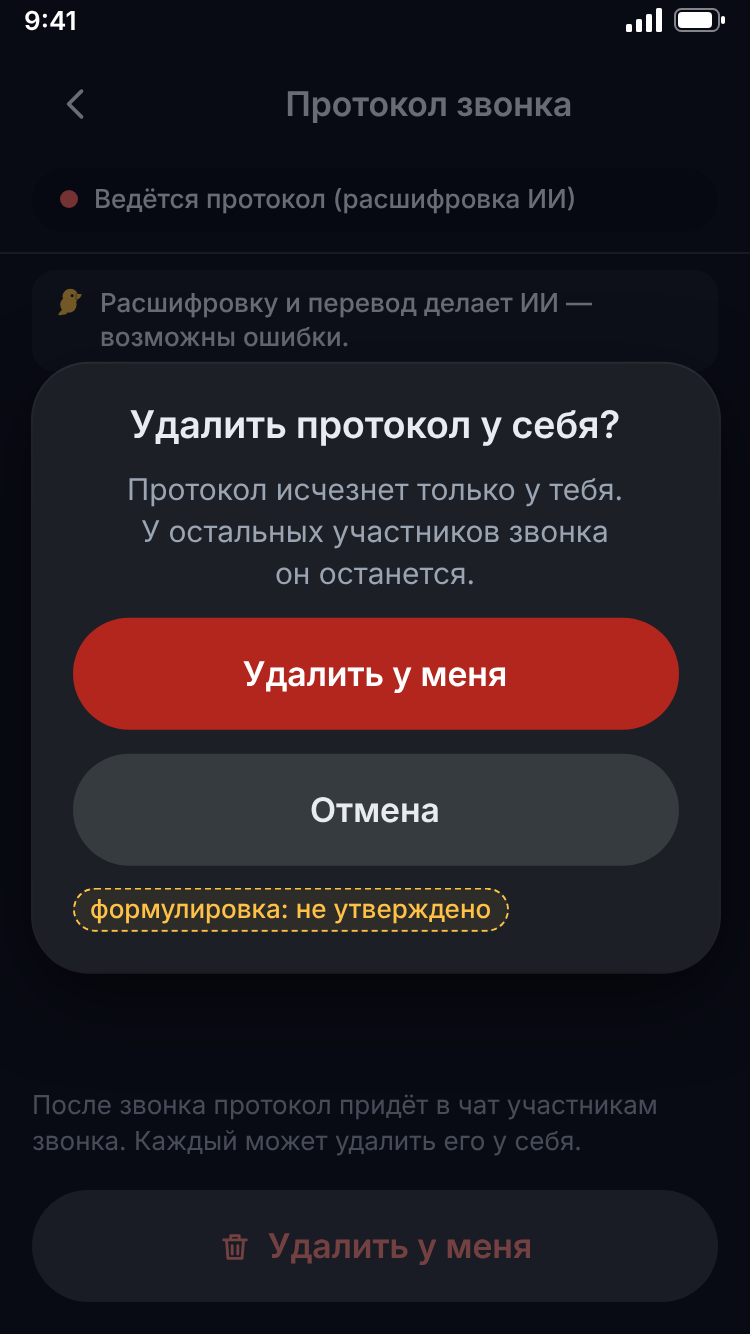 9:41
Протокол звонка
Ведётся протокол (расшифровка ИИ)
Расшифровку и перевод делает ИИ —
возможны ошибки.
Удалить протокол у себя?
Протокол исчезнет только у тебя.
У остальных участников звонка
он останется.
Удалить у меня
Отмена
формулировка: не утверждено
После звонка протокол придёт в чат участникам
звонка. Каждый может удалить его у себя.
Удалить у меня